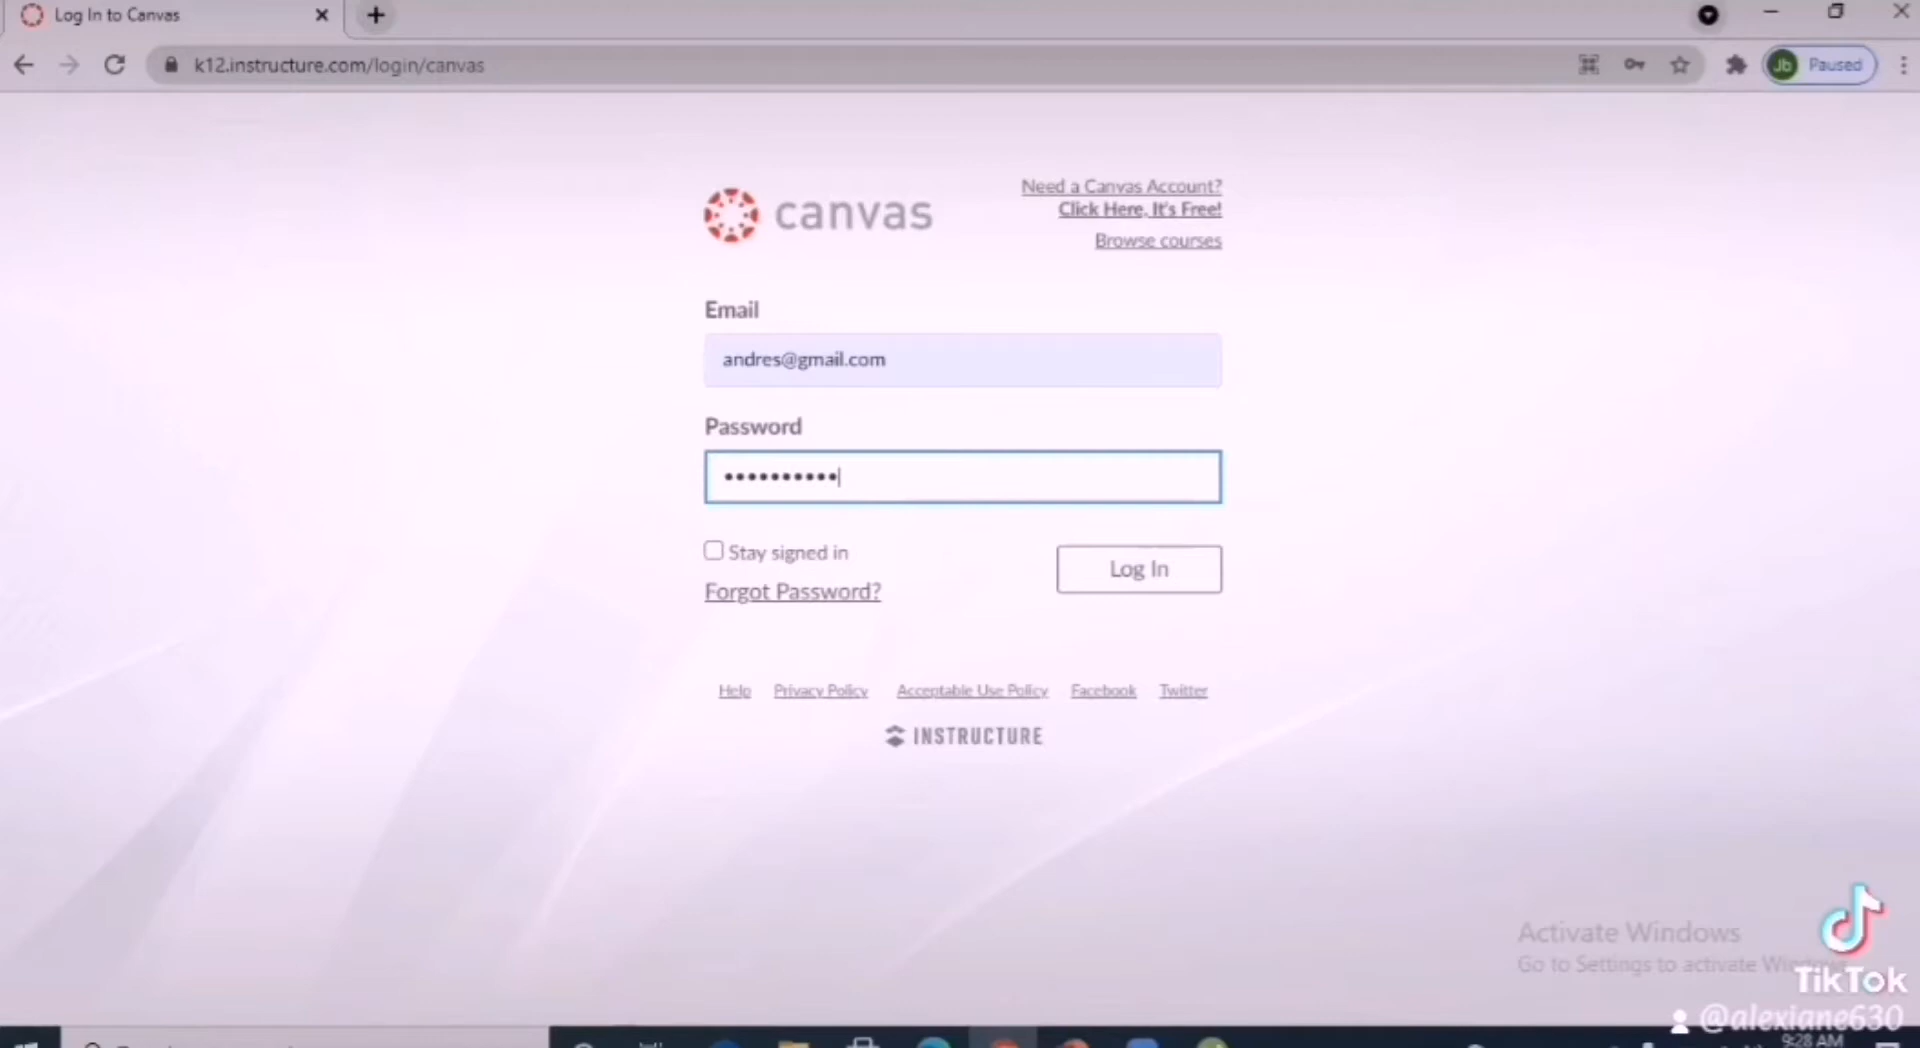 Log In to Canvas
k12.instructure.com/login/canvas
Jb
Paused
canvas
Need a Canvas Account?
Click Here, It's Free!
Browse courses
Email
andres@gmail.com
Password
••••••••••
Stay signed in
Log In
Forgot Password?
Help Privacy Policy Acceptable Use Policy Facebook Twitter
INSTRUCTURE
Activate Windows
Go to Settings to activate
TikTok
@alexiane630
9:28 AM